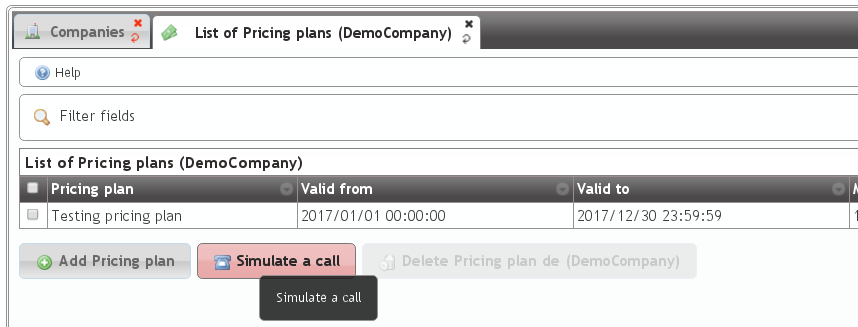 Companies
List of Pricing plans (DemoCompany)
Help
Filter fields
List of Pricing plans (DemoCompany)
Pricing plan Valid from Valid to M
Testing pricing plan 2017/01/01 00:00:00 2017/12/30 23:59:59 1
Add Pricing plan Simulate a call Delete Pricing plan de (DemoCompany)
Simulate a call